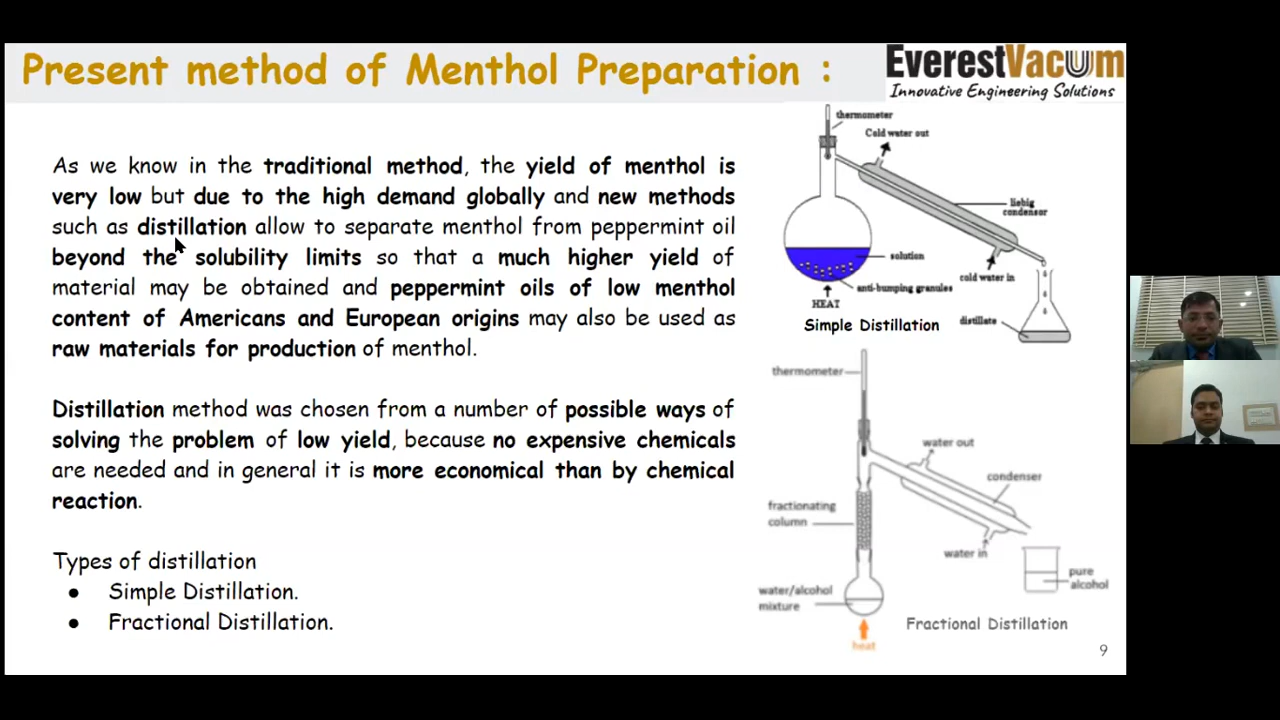 Present method of Menthol Preparation :
EverestVacuum
Innovative Engineering Solutions
As we know in the traditional method, the yield of menthol is
very low but due to the high demand globally and new methods
such as distillation allow to separate menthol from peppermint oil
beyond the solubility limits so that a much higher yield of
material may be obtained and peppermint oils of low menthol
content of Americans and European origins may also be used as
raw materials for production of menthol.
Distillation method was chosen from a number of possible ways of
solving the problem of low yield, because no expensive chemicals
are needed and in general it is more economical than by chemical
reaction.
Types of distillation
● Simple Distillation.
● Fractional Distillation.
thermometer
Cold water out
liebig
condensor
solution
cold water in
anti-bumping granules
HEAT
distillate
Simple Distillation
thermometer
water out
condenser
fractionating
column
water in
pure
alcohol
water/alcohol
mixture
heat
Fractional Distillation
9